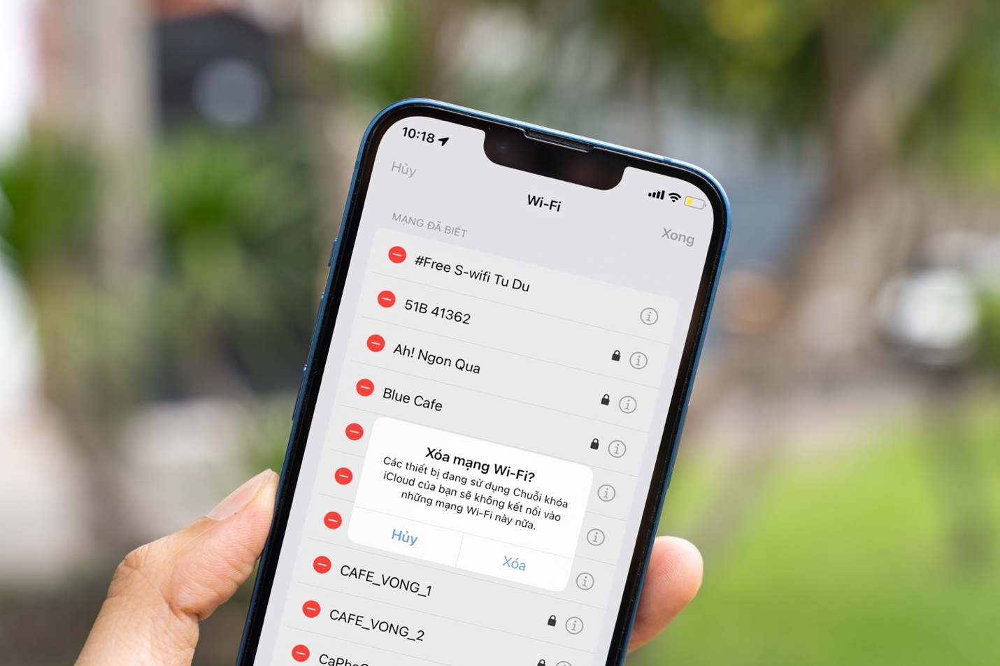 10:18
Hủy
Wi-Fi
Xong
MẠNG ĐÃ BIẾT
#Free S-wifi Tu Du
51B 41362
Ah! Ngon Qua
Blue Cafe
Xóa mạng Wi-Fi?
Các thiết bị đang sử dụng Chuỗi khóa
iCloud của bạn sẽ không kết nối vào
những mạng Wi-Fi này nữa.
Hủy
Xóa
CAFE_VONG_1
CAFE_VONG_2